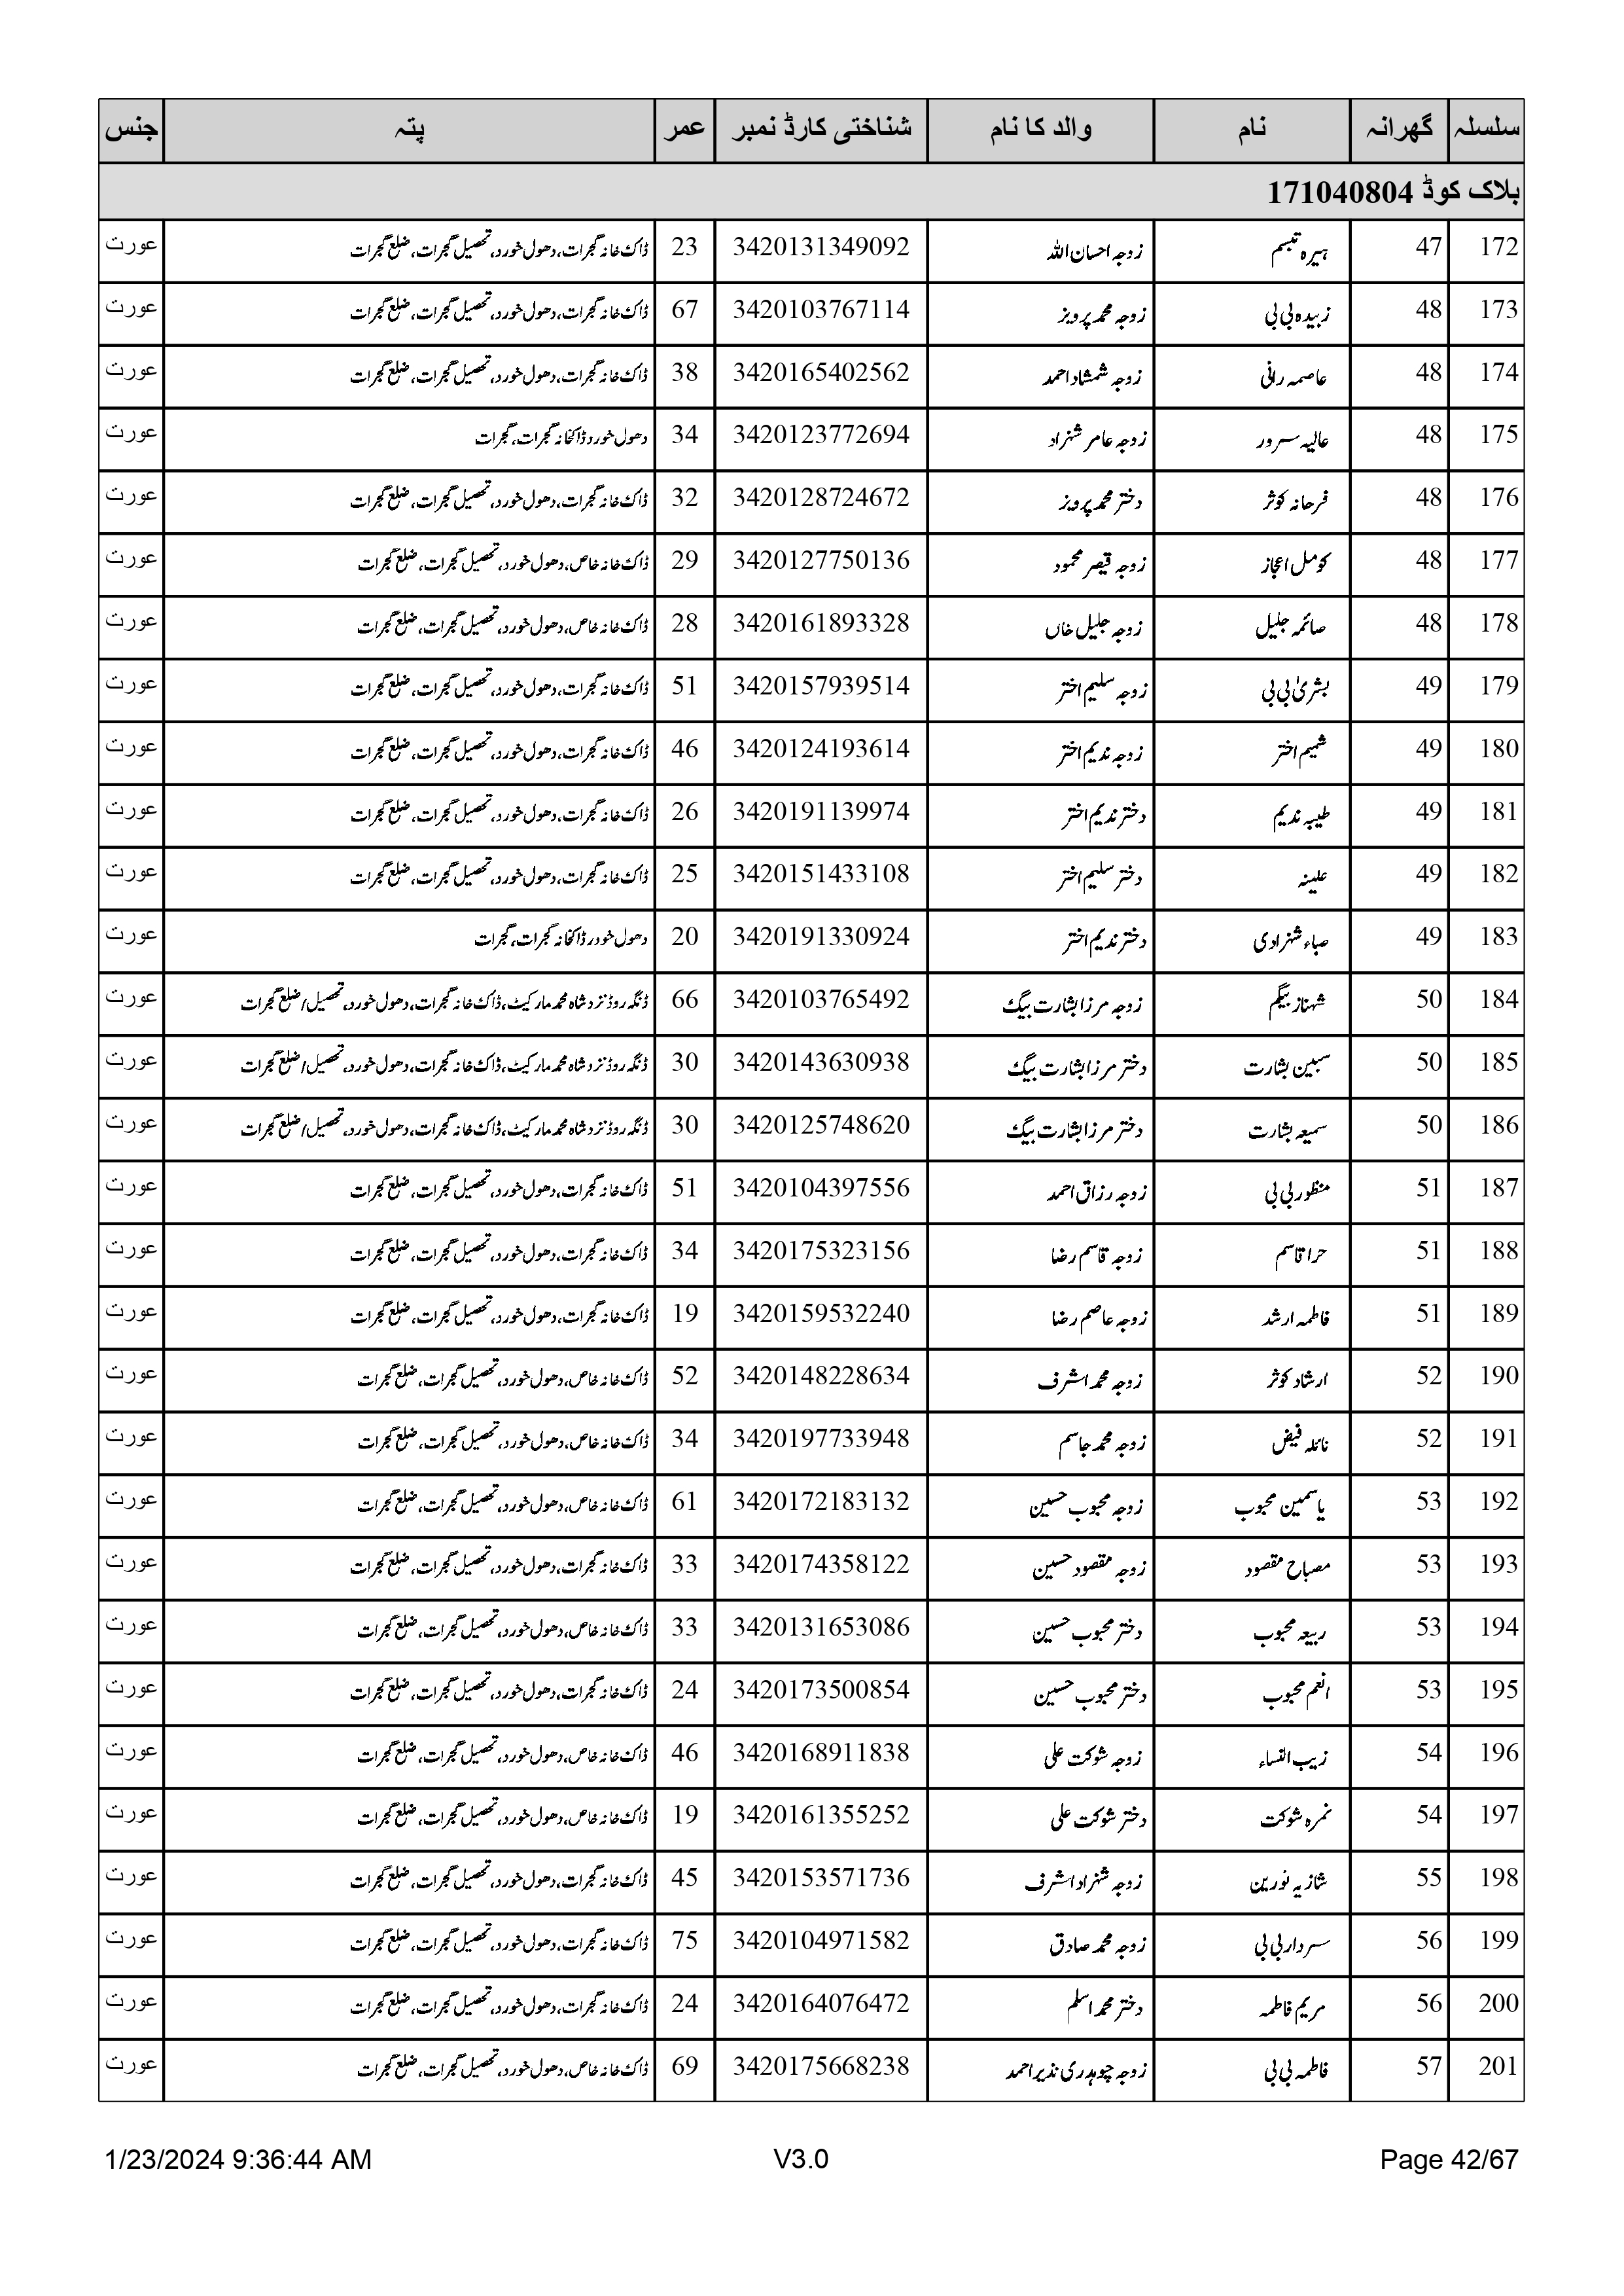 سلسلہ گھرانہ نام والد کا نام شناختی کارڈ نمبر عمر پتہ جنس
بلاک کوڈ 171040804
172 47 ہیرہ تبسم زوجہ احسان اللہ 3420131349092 23 ڈاک خانہ گجرات، دھول خورد، تحصیل گجرات، ضلع گجرات عورت
173 48 زبیدہ بی بی زوجہ محمد پرویز 3420103767114 67 ڈاک خانہ گجرات، دھول خورد، تحصیل گجرات، ضلع گجرات عورت
174 48 عاصمہ رانی زوجہ شمشاد احمد 3420165402562 38 ڈاک خانہ گجرات، دھول خورد، تحصیل گجرات، ضلع گجرات عورت
175 48 عالیہ سرور زوجہ عامر شہزاد 3420123772694 34 دھول خورد ڈاکخانہ گجرات، گجرات عورت
176 48 فرحانہ کوثر دختر محمد پرویز 3420128724672 32 ڈاک خانہ گجرات، دھول خورد، تحصیل گجرات، ضلع گجرات عورت
177 48 کومل اعجاز زوجہ قیصر محمود 3420127750136 29 ڈاک خانہ خاص، دھول خورد، تحصیل گجرات، ضلع گجرات عورت
178 48 صائمہ جلیل زوجہ جلیل خاں 3420161893328 28 ڈاک خانہ خاص، دھول خورد، تحصیل گجرات، ضلع گجرات عورت
179 49 بشریٰ بی بی زوجہ سلیم اختر 3420157939514 51 ڈاک خانہ گجرات، دھول خورد، تحصیل گجرات، ضلع گجرات عورت
180 49 شمیم اختر زوجہ ندیم اختر 3420124193614 46 ڈاک خانہ گجرات، دھول خورد، تحصیل گجرات، ضلع گجرات عورت
181 49 طیبہ ندیم دختر ندیم اختر 3420191139974 26 ڈاک خانہ گجرات، دھول خورد، تحصیل گجرات، ضلع گجرات عورت
182 49 علینہ دختر سلیم اختر 3420151433108 25 ڈاک خانہ گجرات، دھول خورد، تحصیل گجرات، ضلع گجرات عورت
183 49 صباء شہزادی دختر ندیم اختر 3420191330924 20 دھول خودر ڈاکخانہ گجرات، گجرات عورت
184 50 شہناز بیگم زوجہ مرزا بشارت بیگ 3420103765492 66 ڈنگہ روڈ نزد شاہ محمد مارکیٹ، ڈاک خانہ گجرات، دھول خورد، تحصیل/ضلع گجرات عورت
185 50 سبین بشارت دختر مرزا بشارت بیگ 3420143630938 30 ڈنگہ روڈ نزد شاہ محمد مارکیٹ، ڈاک خانہ گجرات، دھول خورد، تحصیل/ضلع گجرات عورت
186 50 سمیعہ بشارت دختر مرزا بشارت بیگ 3420125748620 30 ڈنگہ روڈ نزد شاہ محمد مارکیٹ، ڈاک خانہ گجرات، دھول خورد، تحصیل/ضلع گجرات عورت
187 51 منظور بی بی زوجہ رزاق احمد 3420104397556 51 ڈاک خانہ گجرات، دھول خورد، تحصیل گجرات، ضلع گجرات عورت
188 51 حرا قاسم زوجہ قاسم رضا 3420175323156 34 ڈاک خانہ گجرات، دھول خورد، تحصیل گجرات، ضلع گجرات عورت
189 51 فاطمہ ارشد زوجہ عاصم رضا 3420159532240 19 ڈاک خانہ گجرات، دھول خورد، تحصیل گجرات، ضلع گجرات عورت
190 52 ارشاد کوثر زوجہ محمد اشرف 3420148228634 52 ڈاک خانہ خاص، دھول خورد، تحصیل گجرات، ضلع گجرات عورت
191 52 نائلہ فیض زوجہ محمد جاسم 3420197733948 34 ڈاک خانہ خاص، دھول خورد، تحصیل گجرات، ضلع گجرات عورت
192 53 یاسمین محبوب زوجہ محبوب حسین 3420172183132 61 ڈاک خانہ خاص، دھول خورد، تحصیل گجرات، ضلع گجرات عورت
193 53 مصباح مقصود زوجہ مقصود حسین 3420174358122 33 ڈاک خانہ گجرات، دھول خورد، تحصیل گجرات، ضلع گجرات عورت
194 53 ربیعہ محبوب دختر محبوب حسین 3420131653086 33 ڈاک خانہ خاص، دھول خورد، تحصیل گجرات، ضلع گجرات عورت
195 53 انعم محبوب دختر محبوب حسین 3420173500854 24 ڈاک خانہ گجرات، دھول خورد، تحصیل گجرات، ضلع گجرات عورت
196 54 زیب النساء زوجہ شوکت علی 3420168911838 46 ڈاک خانہ خاص، دھول خورد، تحصیل گجرات، ضلع گجرات عورت
197 54 نمرہ شوکت دختر شوکت علی 3420161355252 19 ڈاک خانہ خاص، دھول خورد، تحصیل گجرات، ضلع گجرات عورت
198 55 شازیہ نورین زوجہ شہزاد اشرف 3420153571736 45 ڈاک خانہ گجرات، دھول خورد، تحصیل گجرات، ضلع گجرات عورت
199 56 سردار بی بی زوجہ محمد صادق 3420104971582 75 ڈاک خانہ گجرات، دھول خورد، تحصیل گجرات، ضلع گجرات عورت
200 56 مریم فاطمہ دختر محمد اسلم 3420164076472 24 ڈاک خانہ گجرات، دھول خورد، تحصیل گجرات، ضلع گجرات عورت
201 57 فاطمہ بی بی زوجہ چوہدری نذیر احمد 3420175668238 69 ڈاک خانہ خاص، دھول خورد، تحصیل گجرات، ضلع گجرات عورت
1/23/2024 9:36:44 AM V3.0 Page 42/67